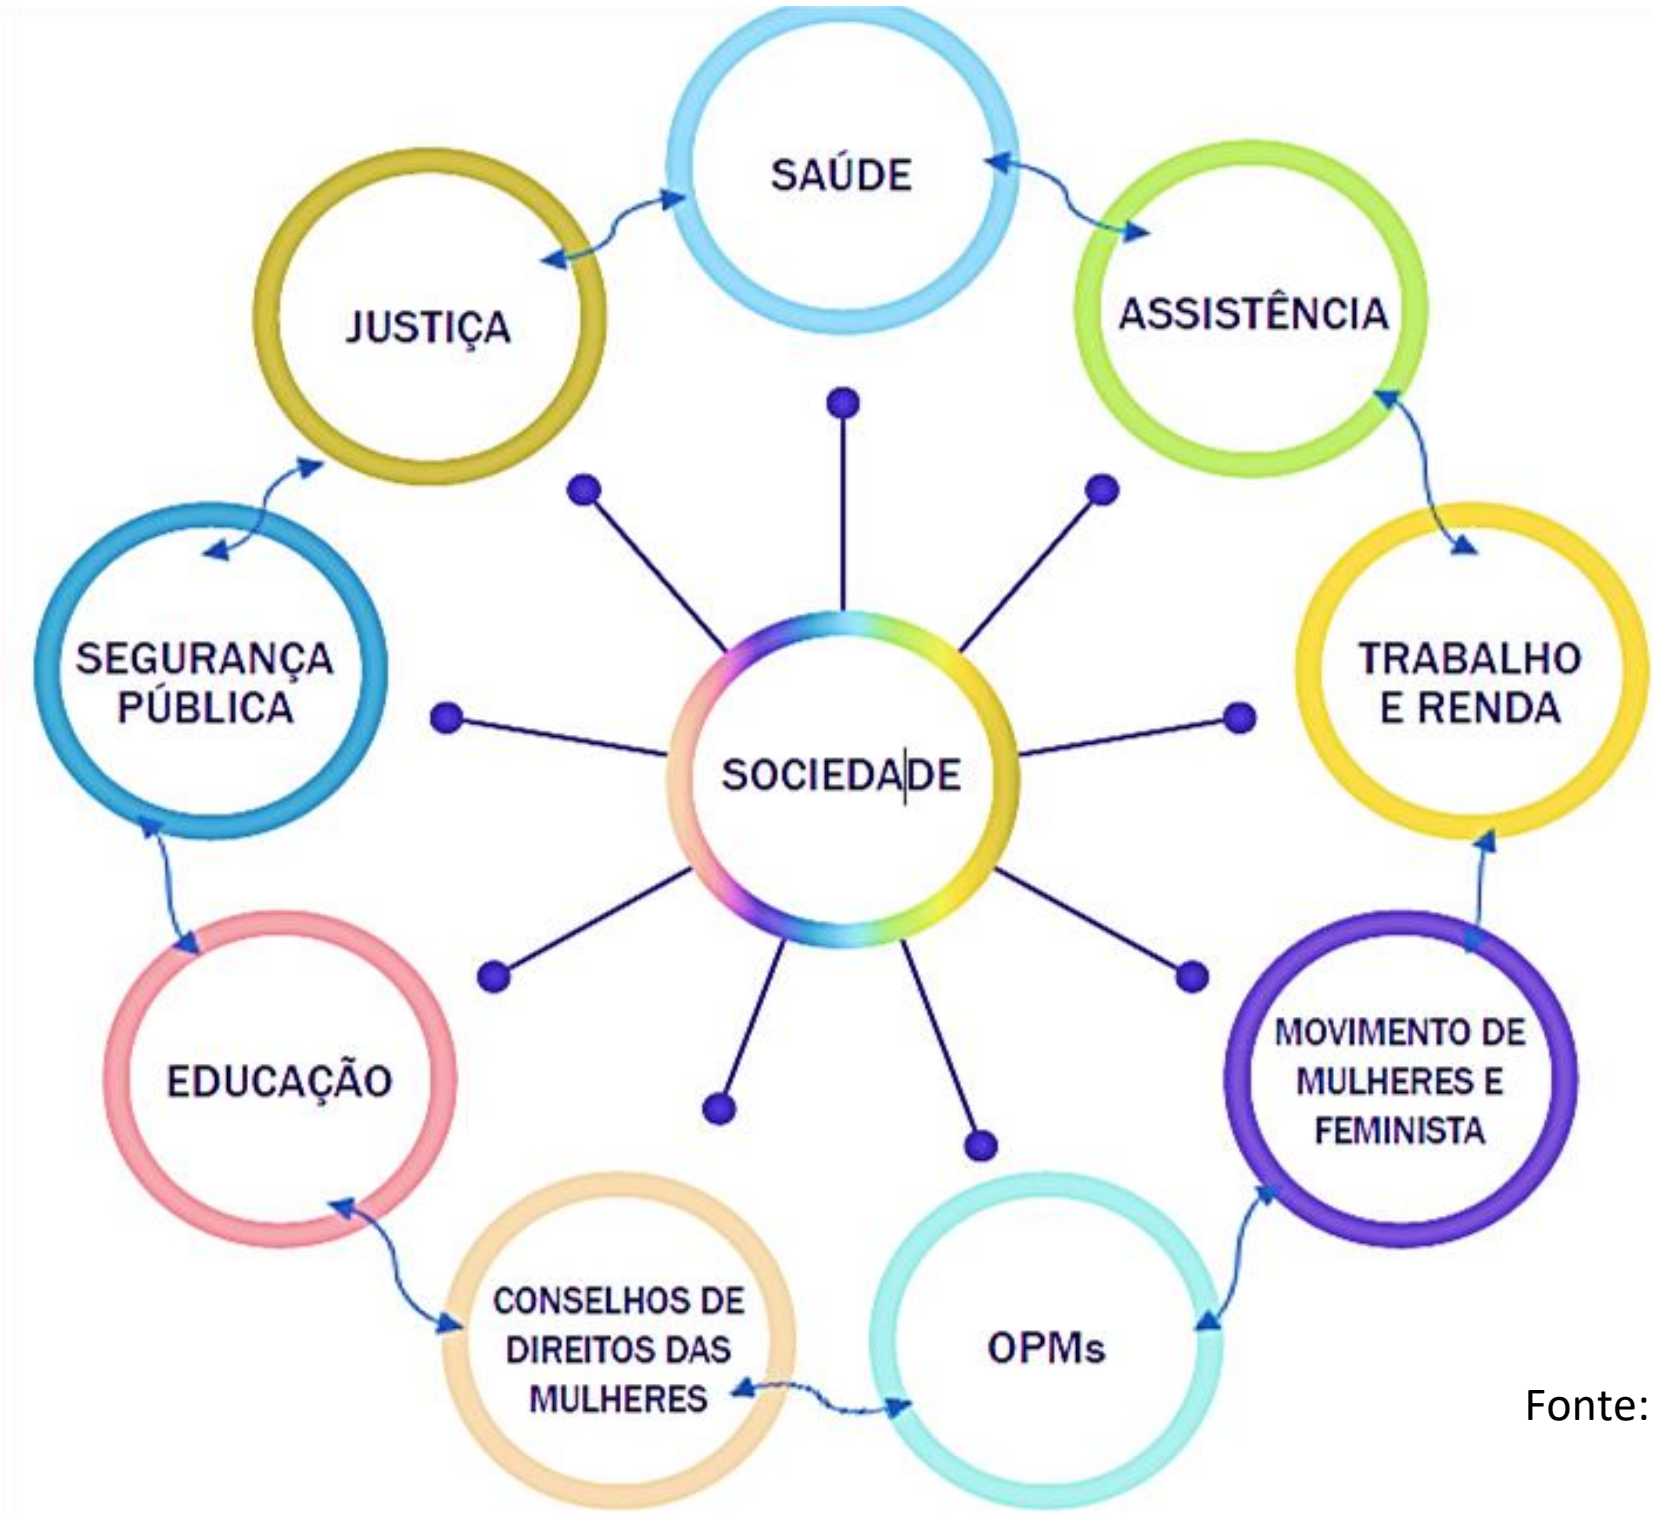 SAÚDE
JUSTIÇA
ASSISTÊNCIA
SEGURANÇA
PÚBLICA
TRABALHO
E RENDA
SOCIEDADE
EDUCAÇÃO
MOVIMENTO DE
MULHERES E
FEMINISTA
CONSELHOS DE
DIREITOS DAS
MULHERES
OPMs
Fonte: